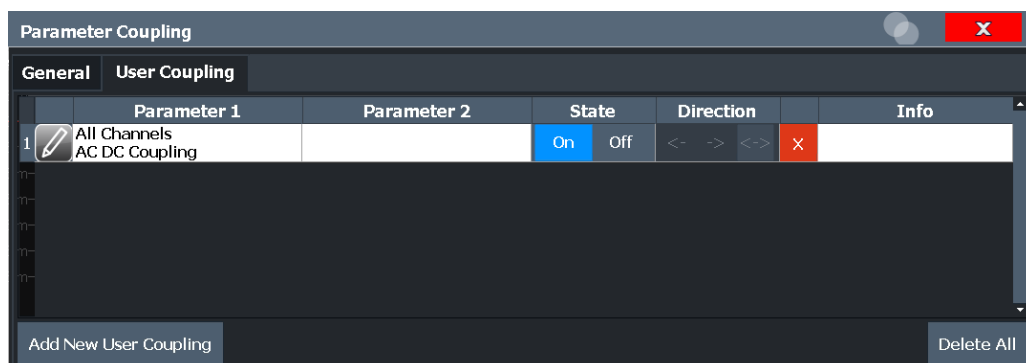 Parameter Coupling X
General User Coupling
Parameter 1 Parameter 2 State Direction Info
1 All Channels On Off <- -> <-> X
AC DC Coupling
Add New User Coupling Delete All